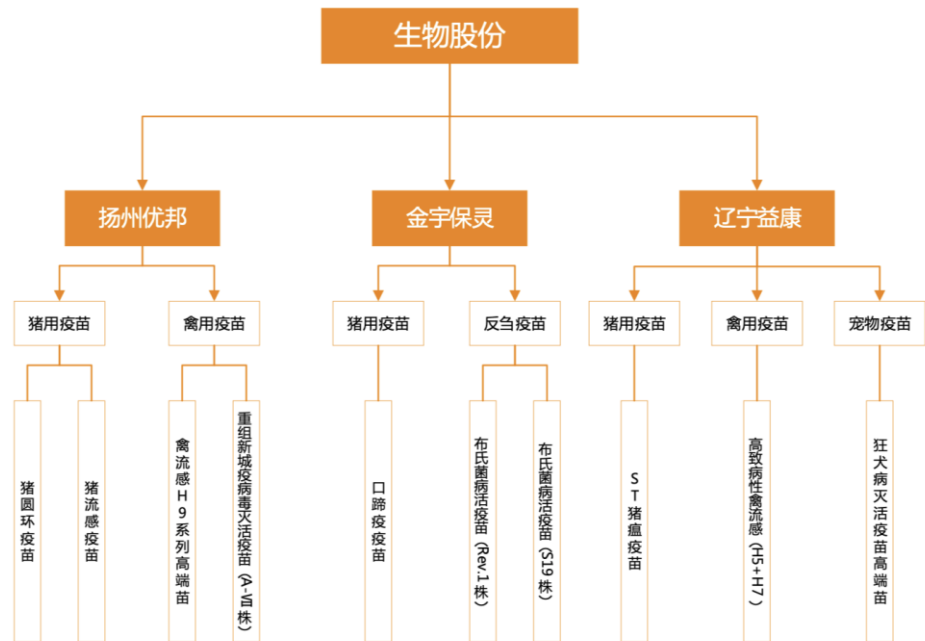 生物股份
扬州优邦
金宇保灵
辽宁益康
猪用疫苗
禽用疫苗
猪用疫苗
反刍疫苗
猪用疫苗
禽用疫苗
宠物疫苗
猪圆环疫苗
猪流感疫苗
禽流感H9系列高端苗
重组新城疫病毒灭活疫苗(A-Ⅶ株)
口蹄疫疫苗
布氏菌病活疫苗(Rev.1株)
布氏菌病活疫苗(S19株)
ST猪瘟疫苗
高致病性禽流感(H5+H7)
狂犬病灭活疫苗高端苗